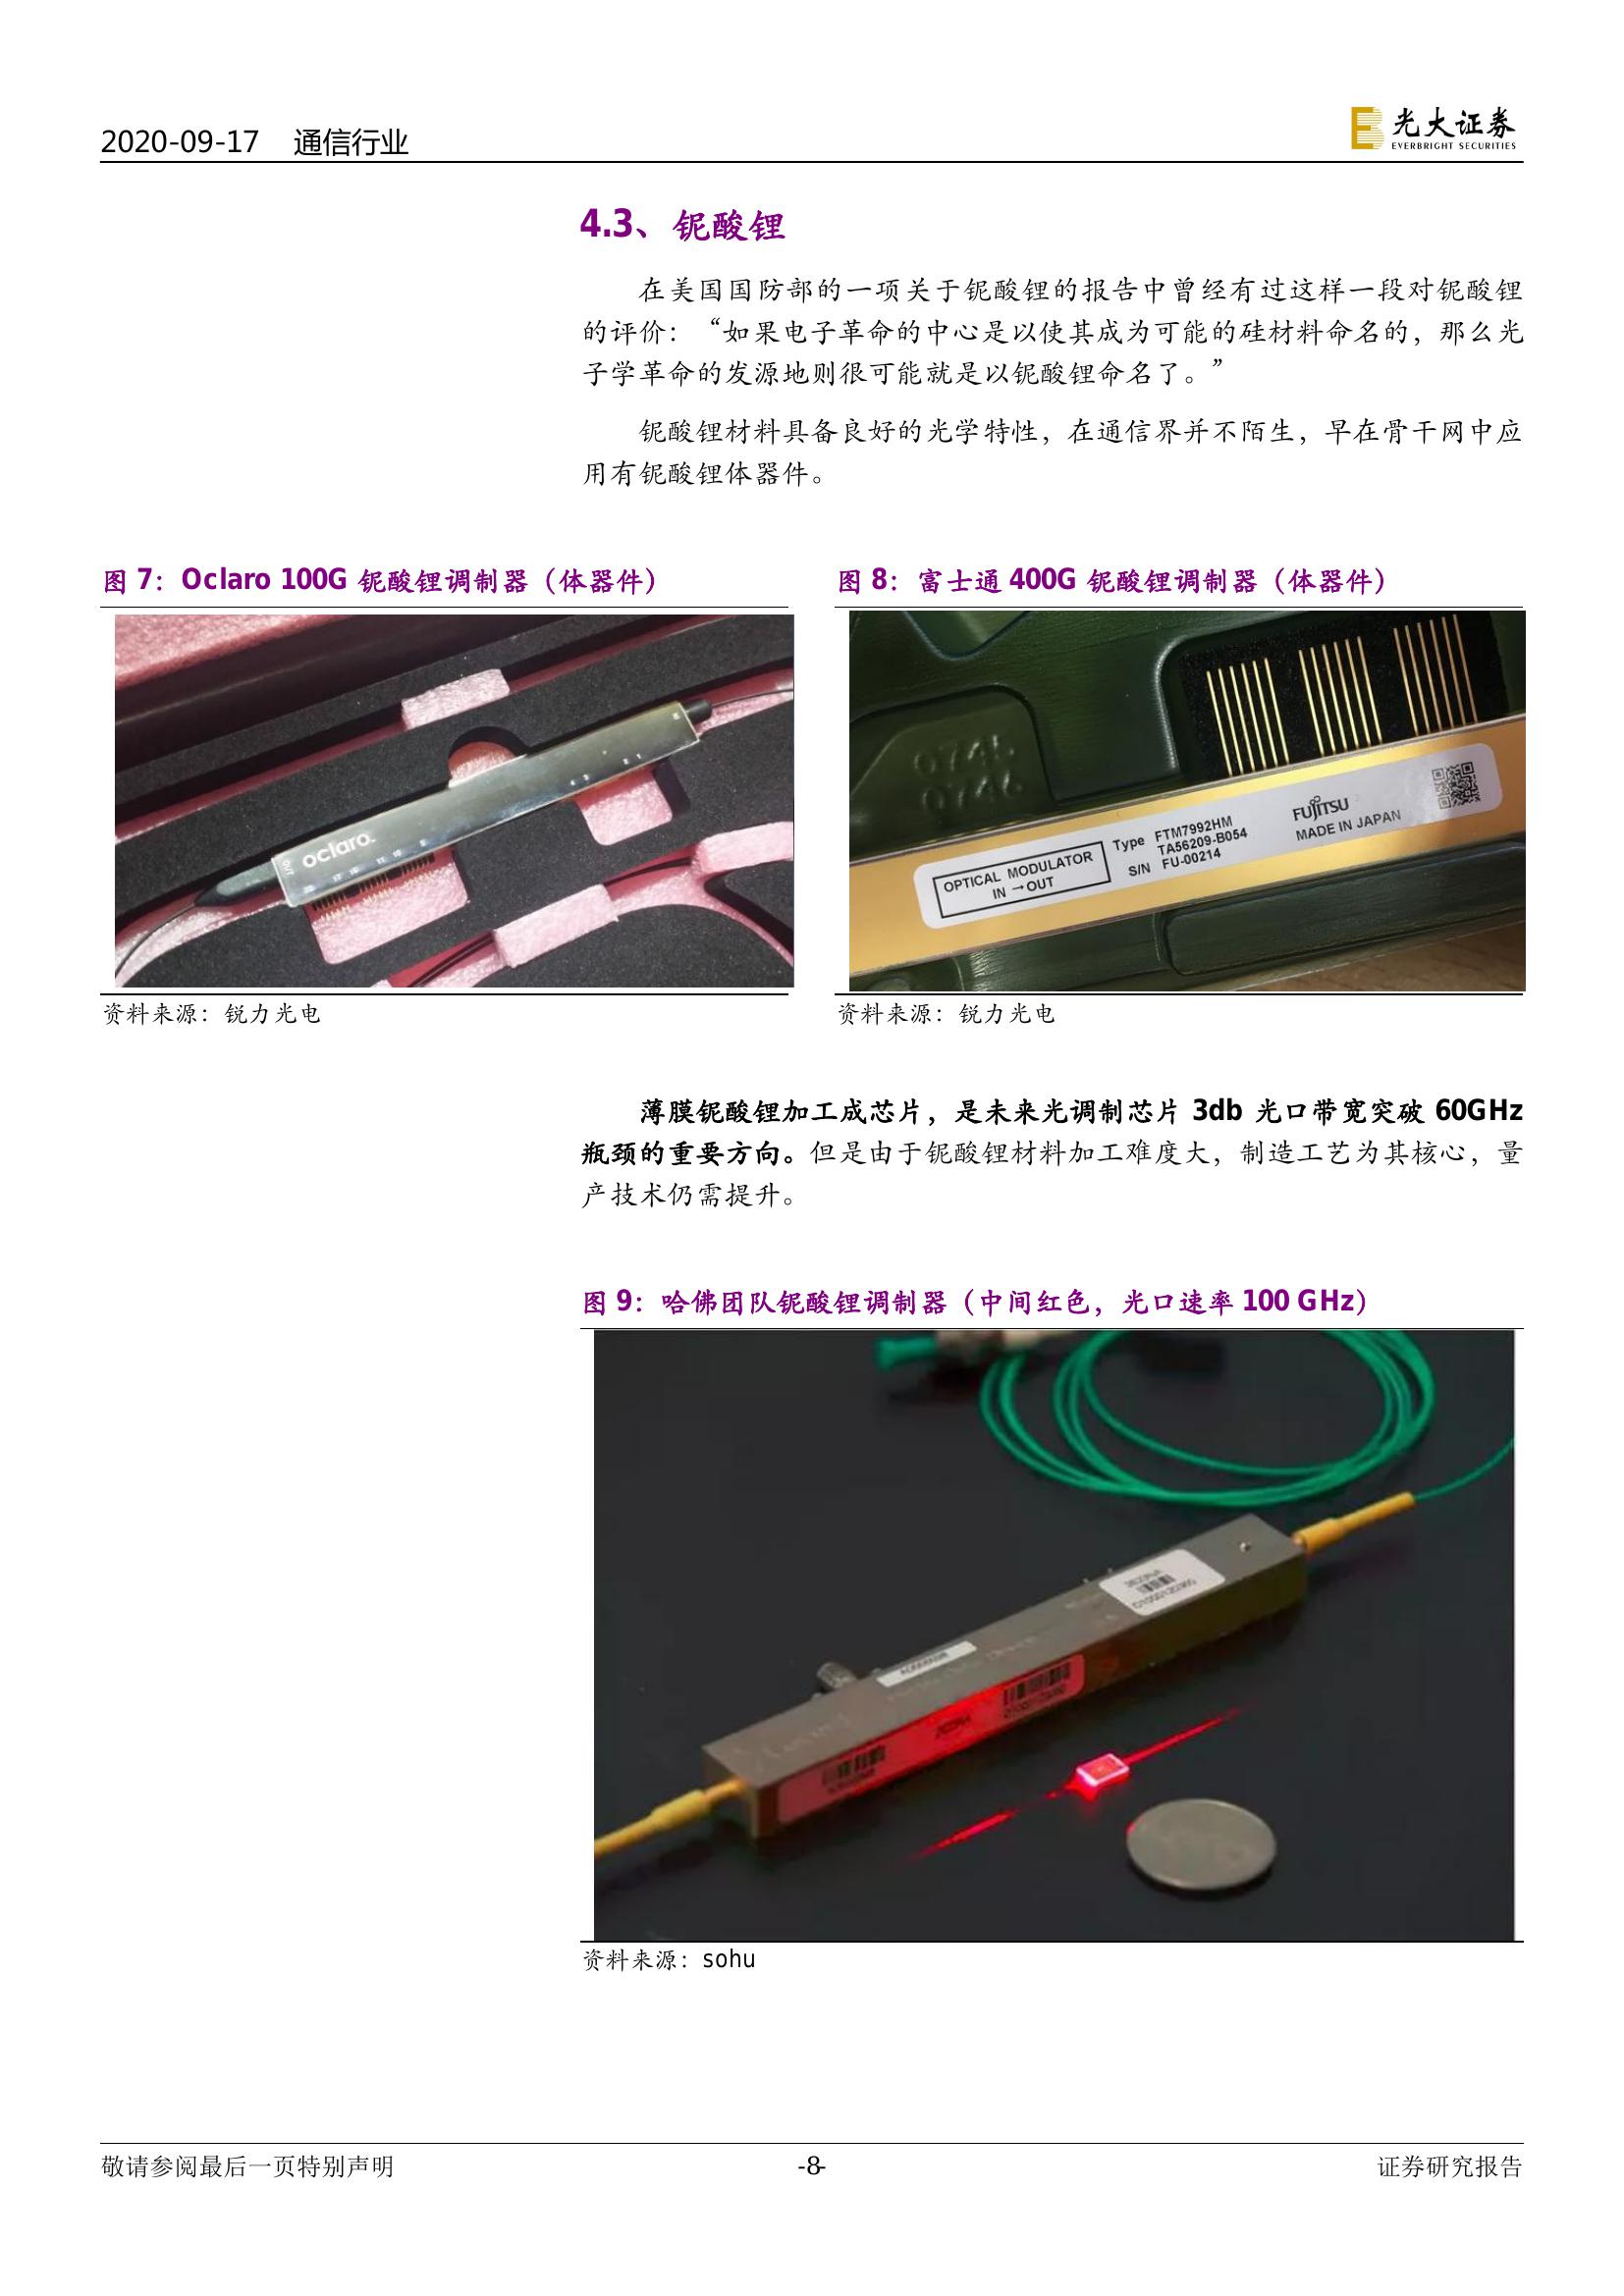 2020-09-17 通信行业
光大证券
EVERBRIGHT SECURITIES
4.3、铌酸锂
在美国国防部的一项关于铌酸锂的报告中曾经有过这样一段对铌酸锂
的评价：“如果电子革命的中心是以使其成为可能的硅材料命名的，那么光
子学革命的发源地则很可能就是以铌酸锂命名了。”
铌酸锂材料具备良好的光学特性，在通信界并不陌生，早在骨干网中应
用有铌酸锂体器件。
图 7：Oclaro 100G 铌酸锂调制器（体器件）
oclaro
OUT
资料来源：锐力光电
图 8：富士通 400G 铌酸锂调制器（体器件）
0745
0746
OPTICAL MODULATOR
IN →OUT
Type FTM7992HM
TA56209-B054
S/N FU-00214
FUJITSU
MADE IN JAPAN
资料来源：锐力光电
薄膜铌酸锂加工成芯片，是未来光调制芯片 3db 光口带宽突破 60GHz
瓶颈的重要方向。但是由于铌酸锂材料加工难度大，制造工艺为其核心，量
产技术仍需提升。
图 9：哈佛团队铌酸锂调制器（中间红色，光口速率 100 GHz）
资料来源：sohu
敬请参阅最后一页特别声明
-8-
证券研究报告